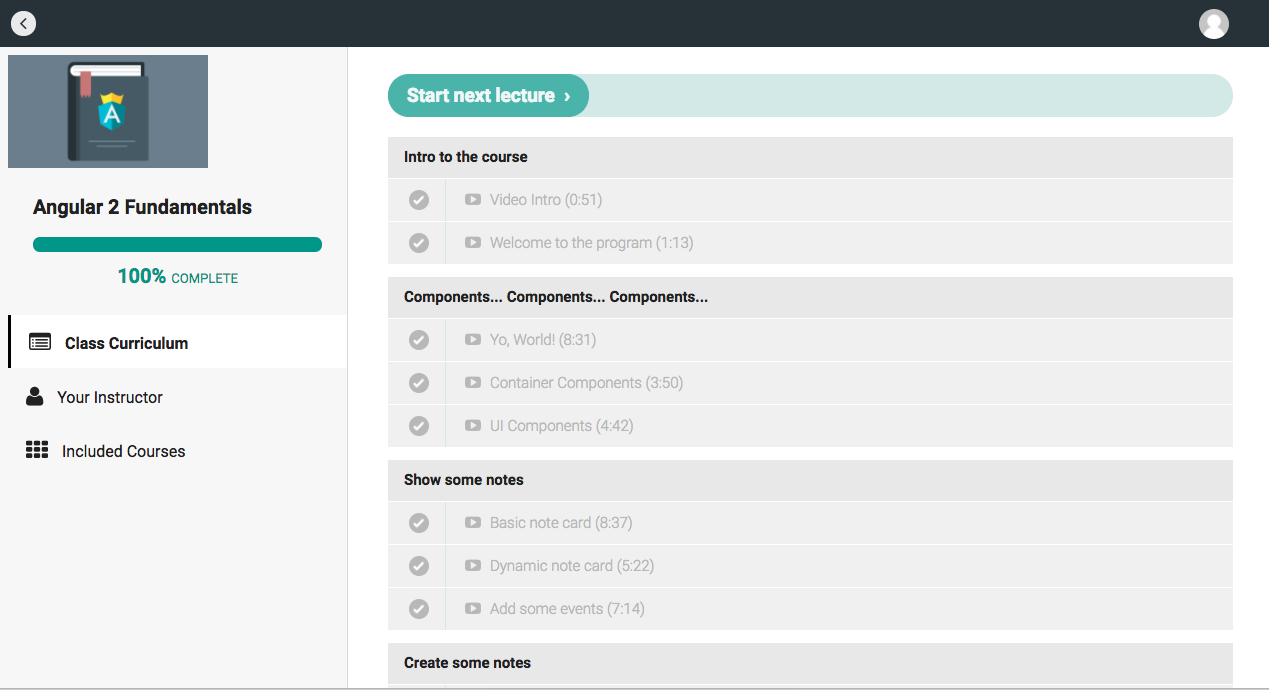 A
Angular 2 Fundamentals
100% COMPLETE
Class Curriculum
Your Instructor
Included Courses
Start next lecture ›
Intro to the course
Video Intro (0:51)
Welcome to the program (1:13)
Components... Components... Components...
Yo, World! (8:31)
Container Components (3:50)
UI Components (4:42)
Show some notes
Basic note card (8:37)
Dynamic note card (5:22)
Add some events (7:14)
Create some notes